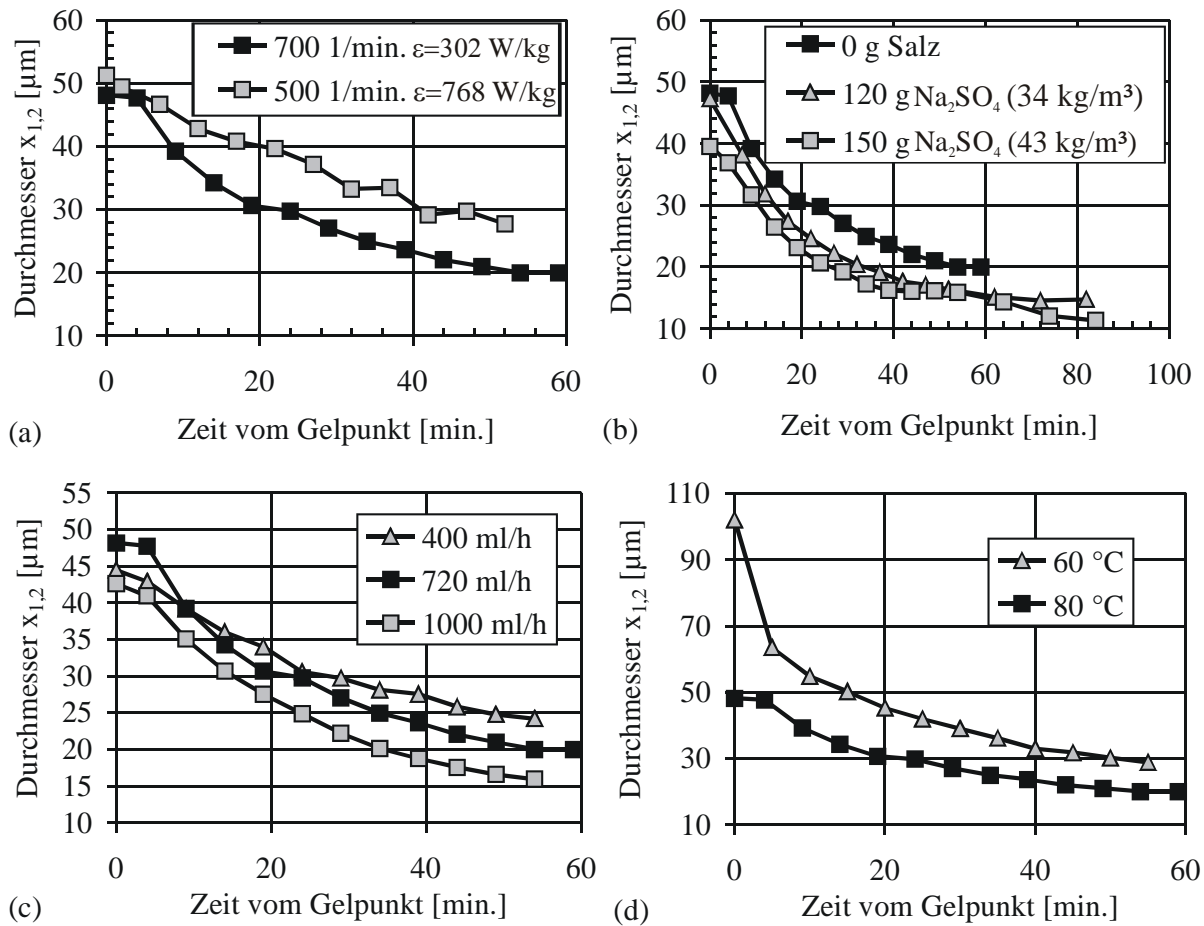 60
50
40
30
20
10
Durchmesser x1,2 [µm]
700 1/min. ε=302 W/kg
500 1/min. ε=768 W/kg
0 20 40 60
(a) Zeit vom Gelpunkt [min.]
60
50
40
30
20
10
Durchmesser x1,2 [µm]
0 g Salz
120 g Na2SO4 (34 kg/m³)
150 g Na2SO4 (43 kg/m³)
0 20 40 60 80 100
(b) Zeit vom Gelpunkt [min.]
55
50
45
40
35
30
25
20
15
10
Durchmesser x1,2 [µm]
400 ml/h
720 ml/h
1000 ml/h
0 20 40 60
(c) Zeit vom Gelpunkt [min.]
110
90
70
50
30
10
Durchmesser x1,2 [µm]
60 °C
80 °C
0 20 40 60
(d) Zeit vom Gelpunkt [min.]